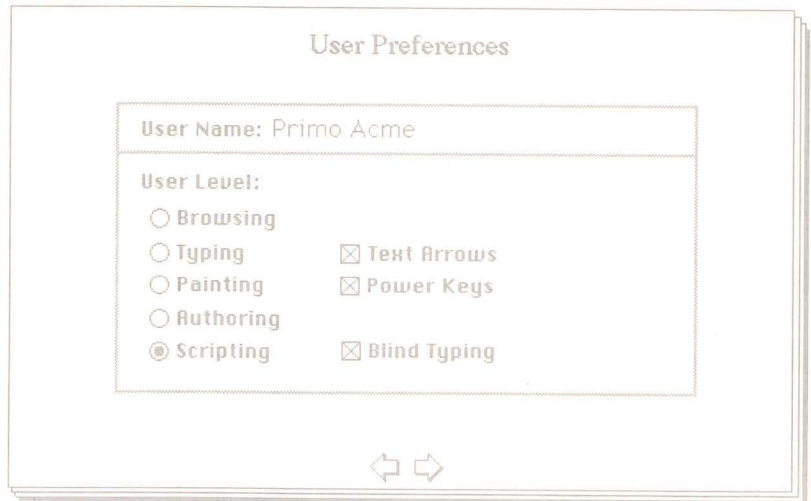 User Preferences
User Name: Primo Acme
User Level:
Browsing
Typing Text Arrows
Painting Power Keys
Authoring
Scripting Blind Typing